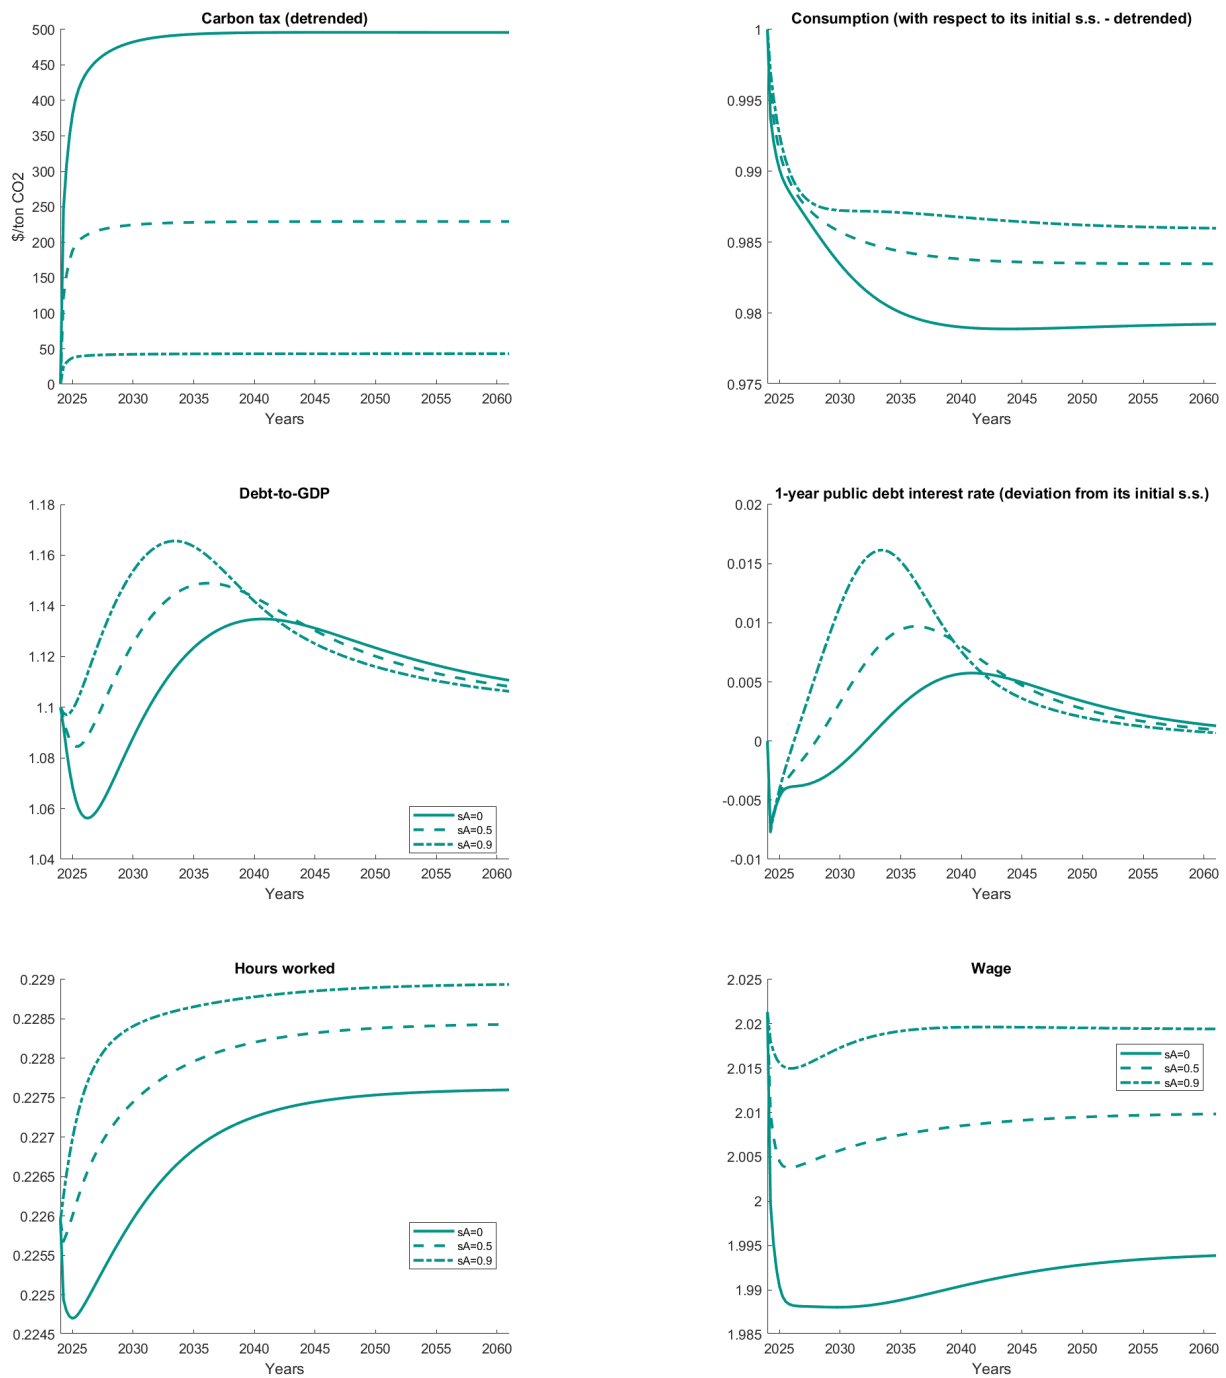 Carbon tax (detrended)
500
450
400
350
300
250
200
150
100
50
0
$/ton CO2
2025 2030 2035 2040 2045 2050 2055 2060
Years
Consumption (with respect to its initial s.s. - detrended)
1
0.995
0.99
0.985
0.98
0.975
2025 2030 2035 2040 2045 2050 2055 2060
Years
Debt-to-GDP
1.18
1.16
1.14
1.12
1.1
1.08
1.06
1.04
sA=0
sA=0.5
sA=0.9
2025 2030 2035 2040 2045 2050 2055 2060
Years
1-year public debt interest rate (deviation from its initial s.s.)
0.02
0.015
0.01
0.005
0
-0.005
-0.01
2025 2030 2035 2040 2045 2050 2055 2060
Years
Hours worked
0.229
0.2285
0.228
0.2275
0.227
0.2265
0.226
0.2255
0.225
0.2245
sA=0
sA=0.5
sA=0.9
2025 2030 2035 2040 2045 2050 2055 2060
Years
Wage
2.025
2.02
2.015
2.01
2.005
2
1.995
1.99
1.985
sA=0
sA=0.5
sA=0.9
2025 2030 2035 2040 2045 2050 2055 2060
Years